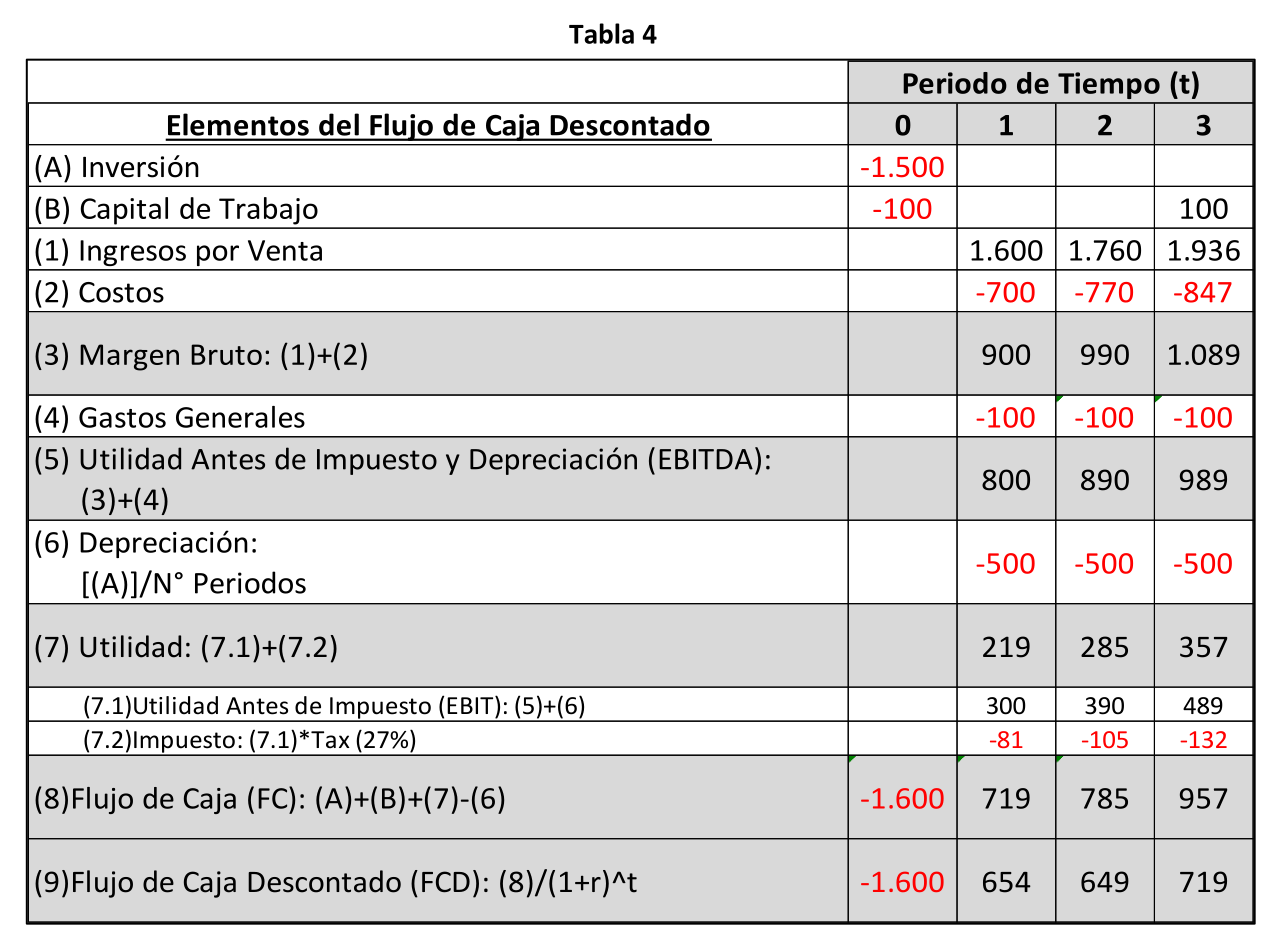 Tabla 4
Periodo de Tiempo (t)
Elementos del Flujo de Caja Descontado 0 1 2 3
(A) Inversión -1.500
(B) Capital de Trabajo -100 100
(1) Ingresos por Venta 1.600 1.760 1.936
(2) Costos -700 -770 -847
(3) Margen Bruto: (1)+(2) 900 990 1.089
(4) Gastos Generales -100 -100 -100
(5) Utilidad Antes de Impuesto y Depreciación (EBITDA):
(3)+(4) 800 890 989
(6) Depreciación:
[(A)]/N° Periodos -500 -500 -500
(7) Utilidad: (7.1)+(7.2) 219 285 357
(7.1)Utilidad Antes de Impuesto (EBIT): (5)+(6) 300 390 489
(7.2)Impuesto: (7.1)*Tax (27%) -81 -105 -132
(8)Flujo de Caja (FC): (A)+(B)+(7)-(6) -1.600 719 785 957
(9)Flujo de Caja Descontado (FCD): (8)/(1+r)^t -1.600 654 649 719